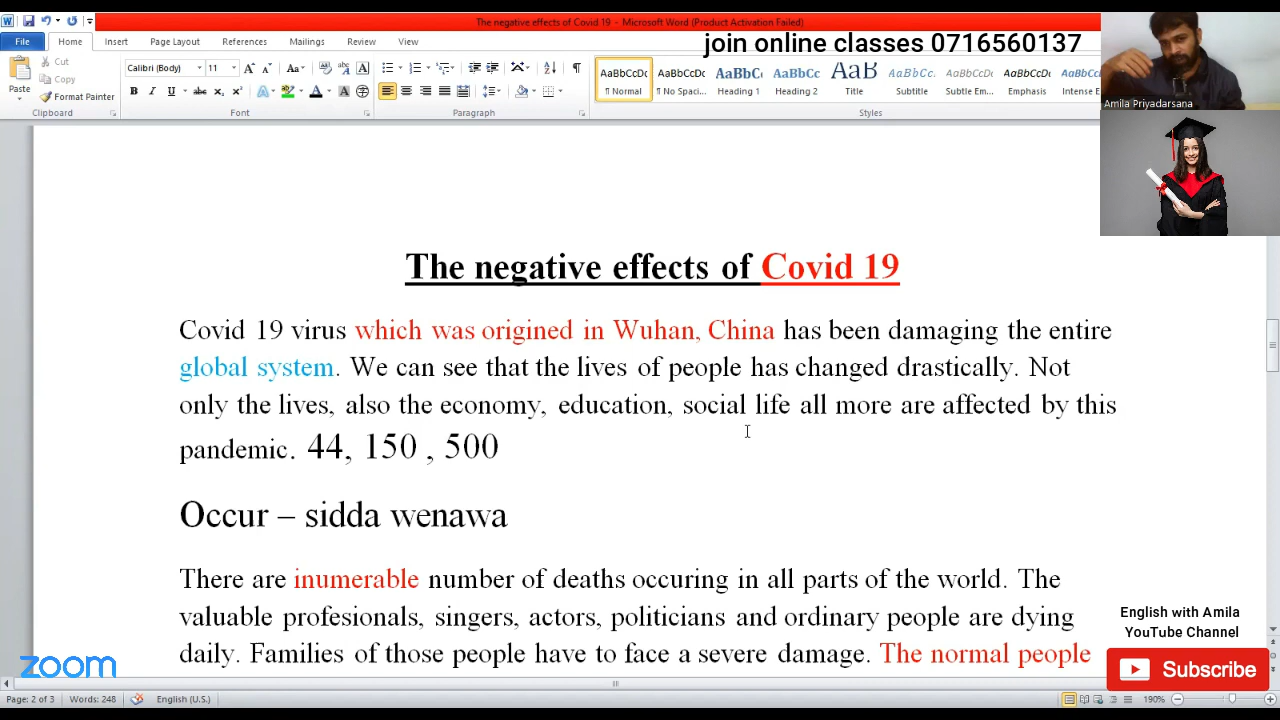 The negative effects of Covid 19 – Microsoft Word (Product Activation Failed)
File Home Insert Page Layout References Mailings Review View
join online classes 0716560137
Paste
Cut
Copy
Format Painter
Calibri (Body) 11
AaBbCcDc AaBbCcDc AaBbC AaBbCc AaB AaBbCc. AaBbCcDc AaBbCcDc AaBbCcDc
¶ Normal ¶ No Spaci... Heading 1 Heading 2 Title Subtitle Subtle Em... Emphasis Intense E
Clipboard Font Paragraph Styles
Amila Priyadarsana
The negative effects of Covid 19
Covid 19 virus which was origined in Wuhan, China has been damaging the entire
global system. We can see that the lives of people has changed drastically. Not
only the lives, also the economy, education, social life all more are affected by this
pandemic. 44, 150 , 500
Occur – sidda wenawa
There are inumerable number of deaths occuring in all parts of the world. The
valuable profesionals, singers, actors, politicians and ordinary people are dying
daily. Families of those people have to face a severe damage. The normal people
English with Amila
YouTube Channel
Subscribe
zoom
Page: 2 of 3 Words: 248 English (U.S.) 190%